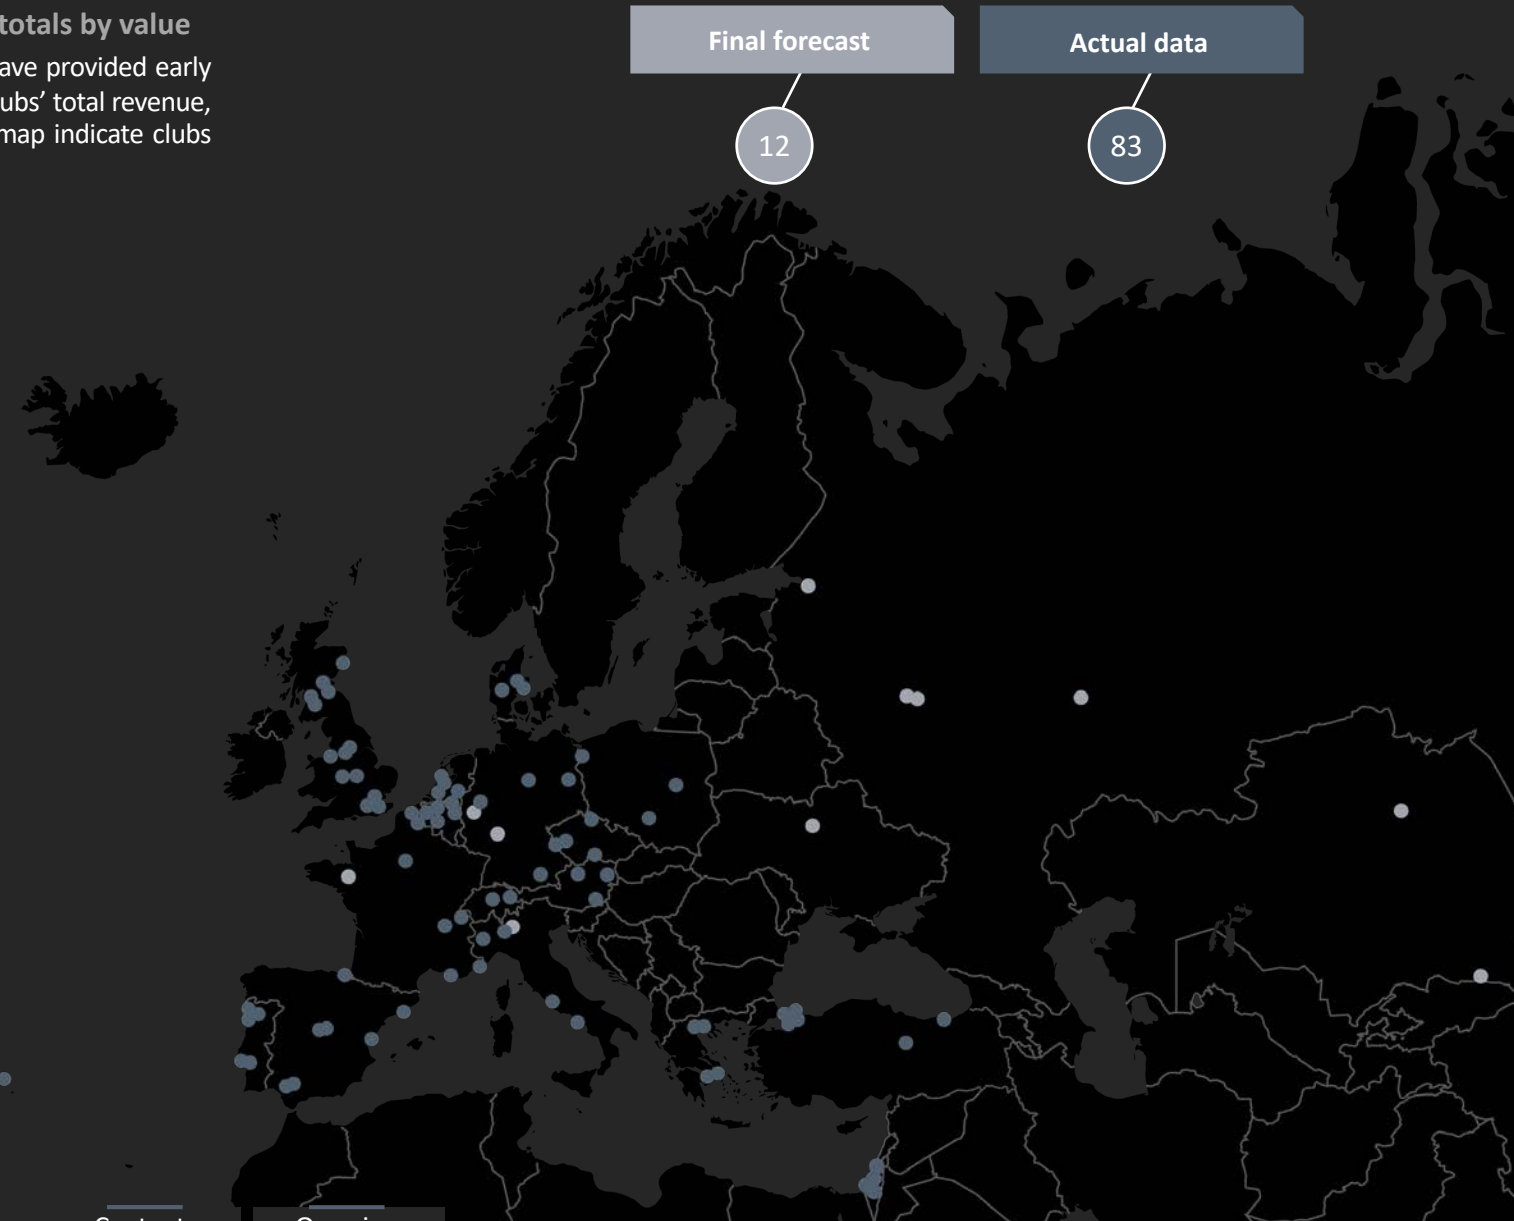 totals by value
ave provided early
ubs' total revenue,
map indicate clubs
Final forecast
Actual data
12
83